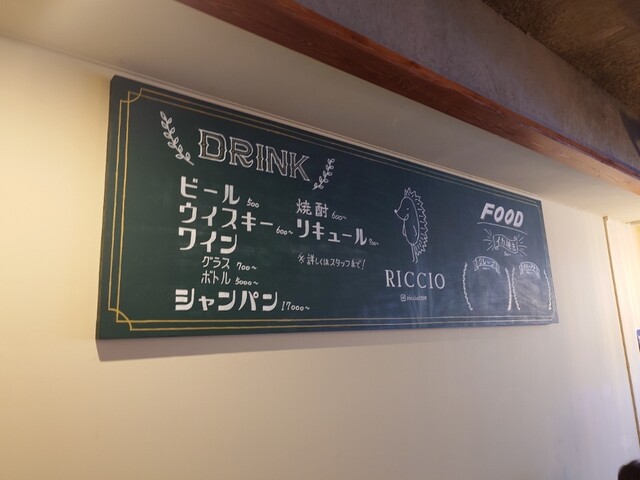 DRINK
ビール 500
ウイスキー 600~
ワイン
グラス 700~
ボトル 5000~
シャンパン 17000~
焼酎 600~
リキュール 700~
※詳しくはスタッフまで!
RICCIO
FOOD